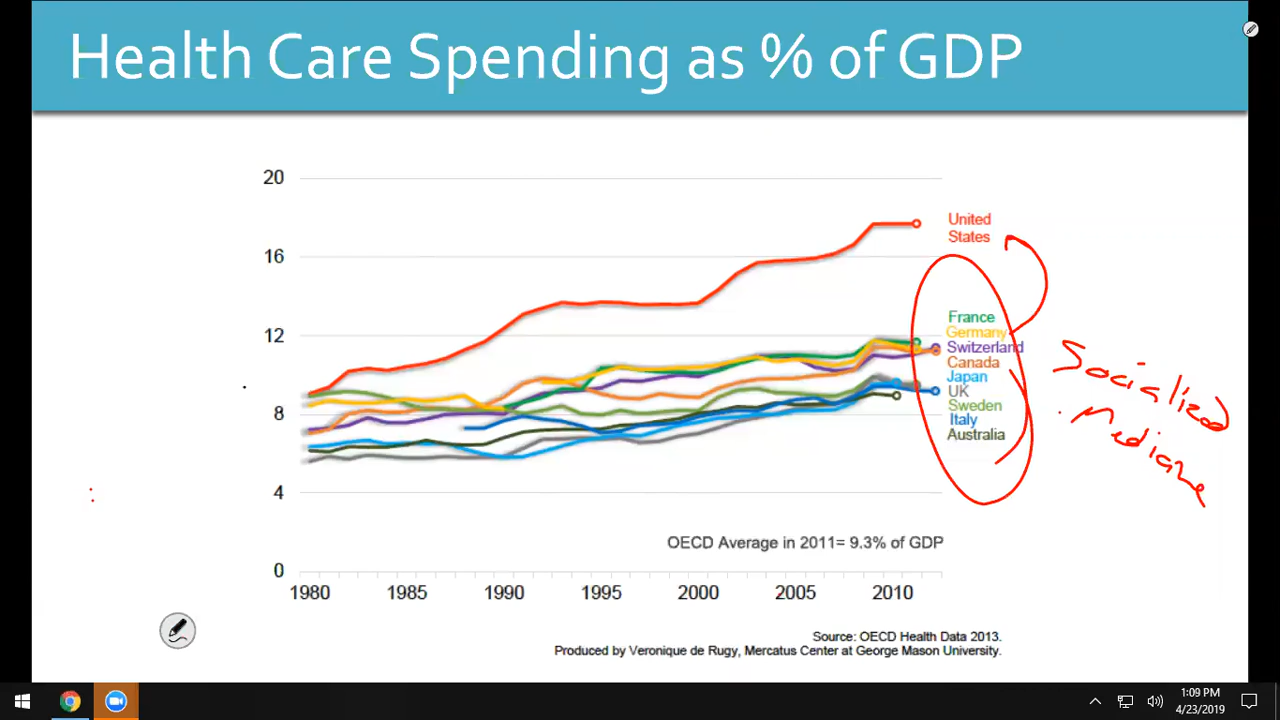 Health Care Spending as % of GDP
20
16
12
8
4
0
United
States
France
Germany
Switzerland
Canada
Japan
UK
Sweden
Italy
Australia
Socialized
Medicine
OECD Average in 2011= 9.3% of GDP
1980 1985 1990 1995 2000 2005 2010
Source: OECD Health Data 2013.
Produced by Veronique de Rugy, Mercatus Center at George Mason University.
1:09 PM
4/23/2019